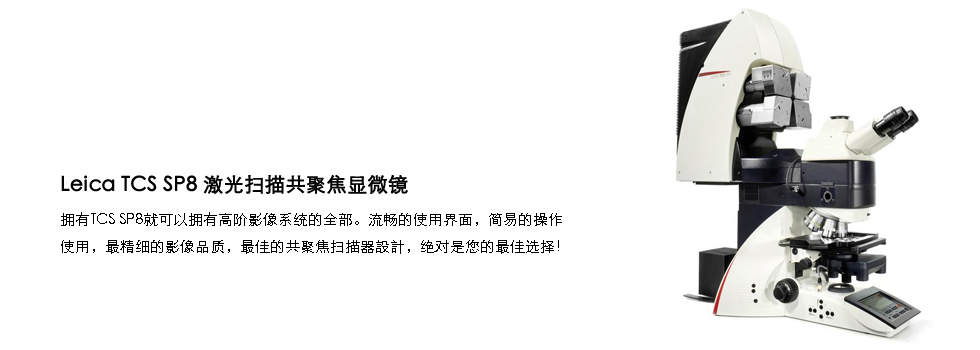 Leica TCS SP8 激光扫描共聚焦显微镜
拥有TCS SP8就可以拥有高阶影像系统的全部。流畅的使用界面，简易的操作
使用，最精细的影像品质，最佳的共聚焦扫描器設計，绝对是您的最佳选择!